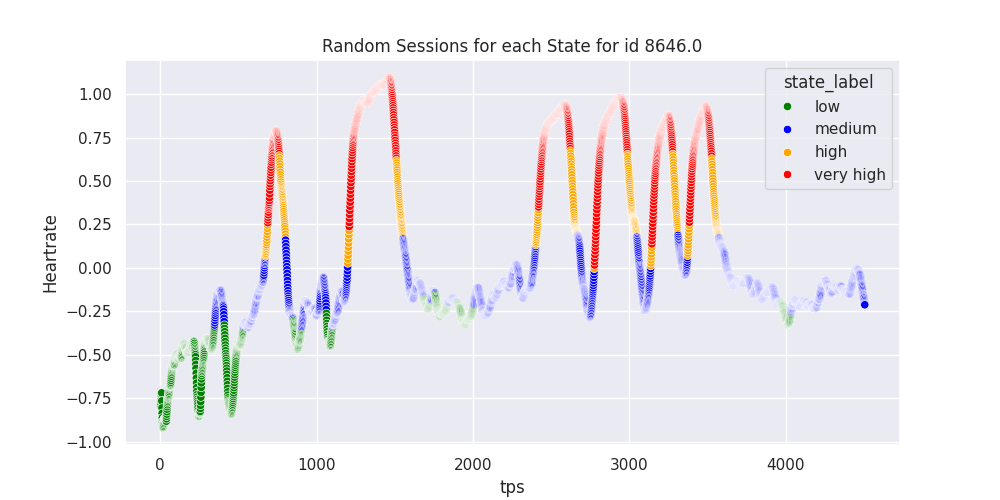 Random Sessions for each State for id 8646.0
state_label
low
medium
high
very high
Heartrate
1.00
0.75
0.50
0.25
0.00
−0.25
−0.50
−0.75
−1.00
0 1000 2000 3000 4000
tps